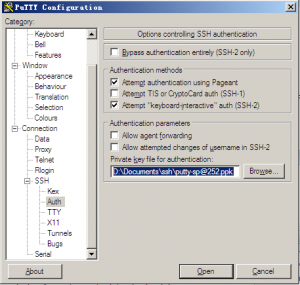 PuTTY Configuration
Category:
Keyboard
Bell
Features
Window
Appearance
Behaviour
Translation
Selection
Colours
Connection
Data
Proxy
Telnet
Rlogin
SSH
Kex
Auth
TTY
X11
Tunnels
Bugs
Serial
Options controlling SSH authentication
Bypass authentication entirely (SSH-2 only)
Authentication methods
Attempt authentication using Pageant
Attempt TIS or CryptoCard auth (SSH-1)
Attempt "keyboard-interactive" auth (SSH-2)
Authentication parameters
Allow agent forwarding
Allow attempted changes of username in SSH-2
Private key file for authentication:
D:\Documents\ssh\putty-sp@252.ppk
Browse...
About
Open
Cancel